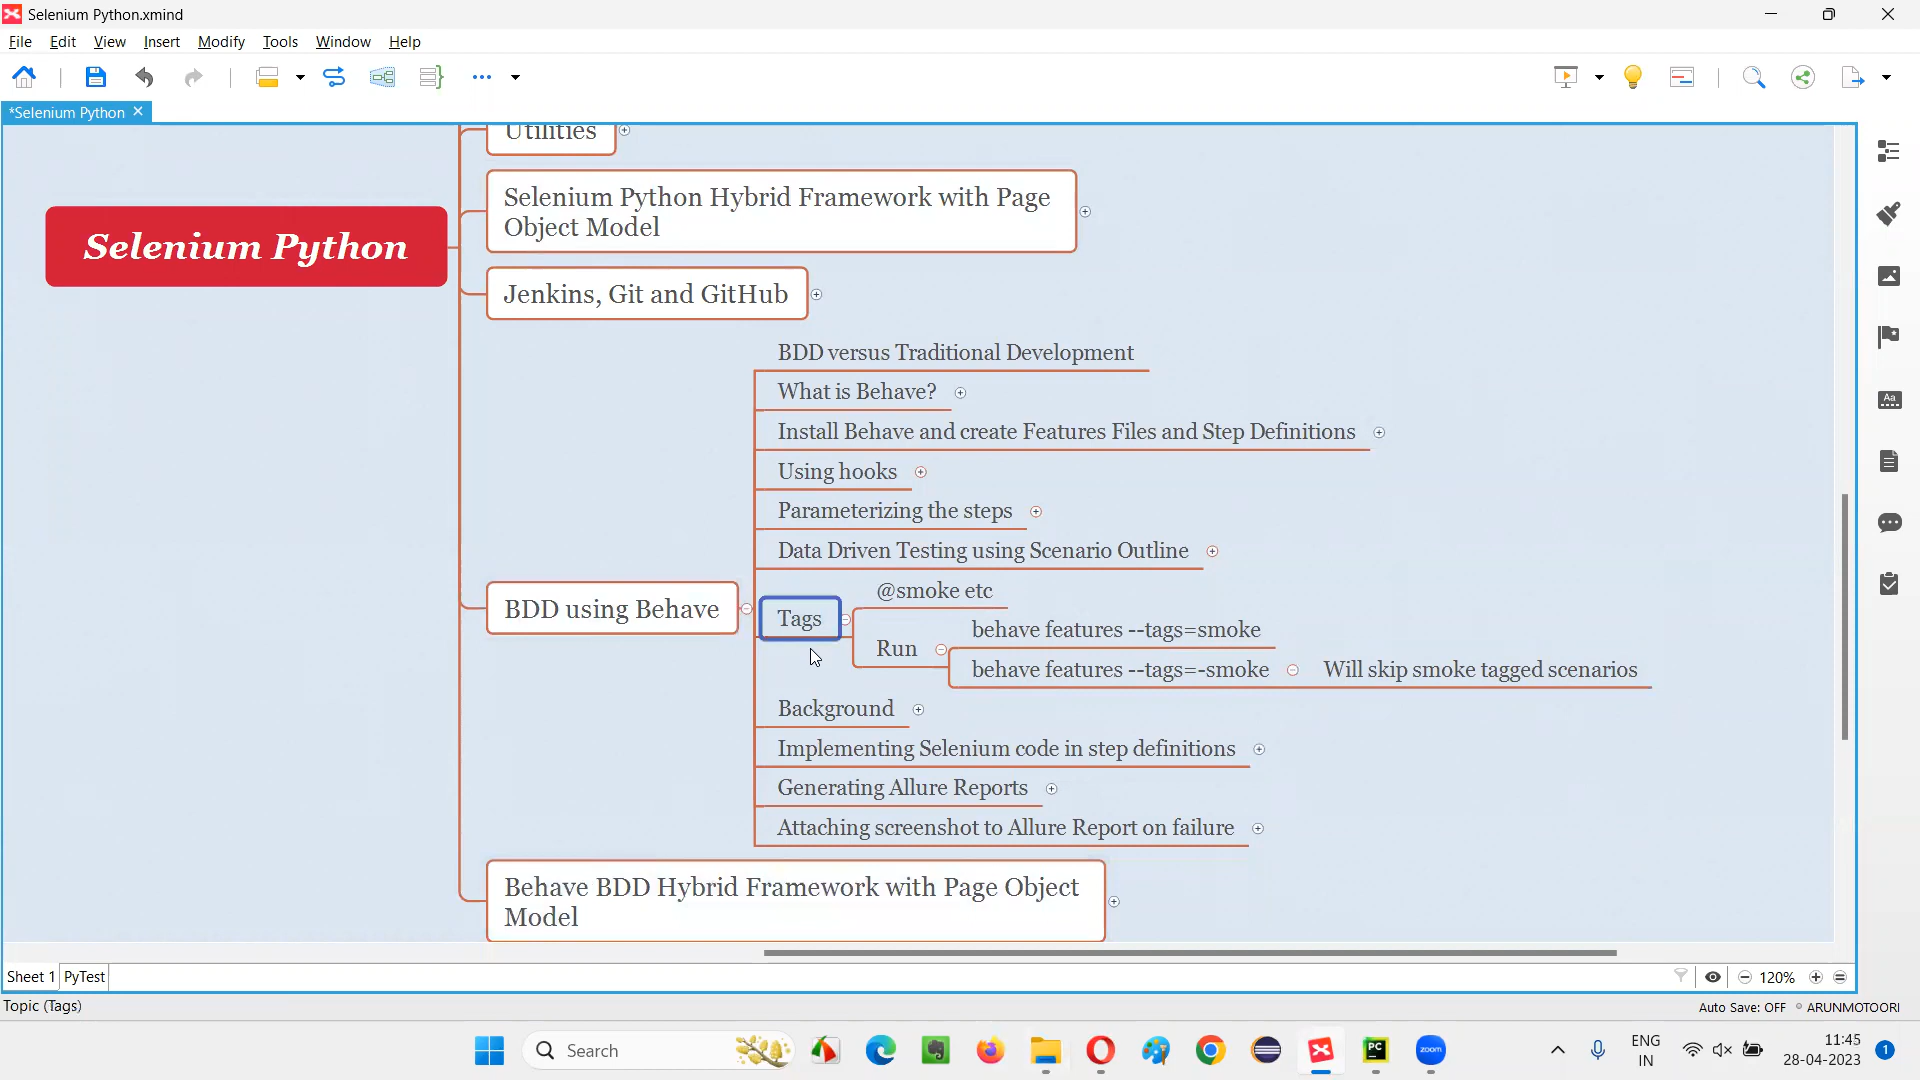 Selenium Python.xmind
File Edit View Insert Modify Tools Window Help
*Selenium Python
Utilities
Selenium Python Hybrid Framework with Page
Object Model
Selenium Python
Jenkins, Git and GitHub
BDD versus Traditional Development
What is Behave?
Install Behave and create Features Files and Step Definitions
Using hooks
Parameterizing the steps
Data Driven Testing using Scenario Outline
@smoke etc
BDD using Behave
Tags
behave features --tags=smoke
Run
behave features --tags=-smoke
Will skip smoke tagged scenarios
Background
Implementing Selenium code in step definitions
Generating Allure Reports
Attaching screenshot to Allure Report on failure
Behave BDD Hybrid Framework with Page Object
Model
Aa
Sheet 1 PyTest
120%
Topic (Tags)
Auto Save: OFF
ARUNMOTOORI
Search
PC
zoom
ENG
IN
11:45
28-04-2023
1